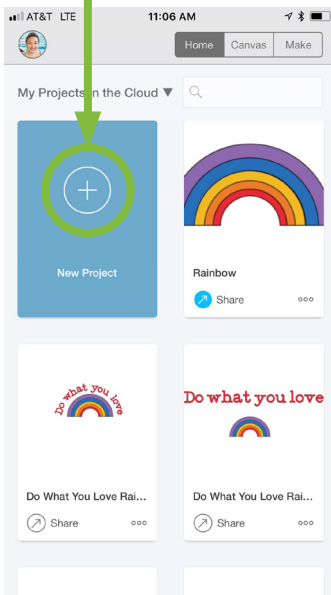 AT&T LTE 11:06 AM
Home Canvas Make
My Projects in the Cloud ▼
New Project
Rainbow
Share
Do what you love
Do what you love
Do What You Love Rai...
Share
Do What You Love Rai...
Share